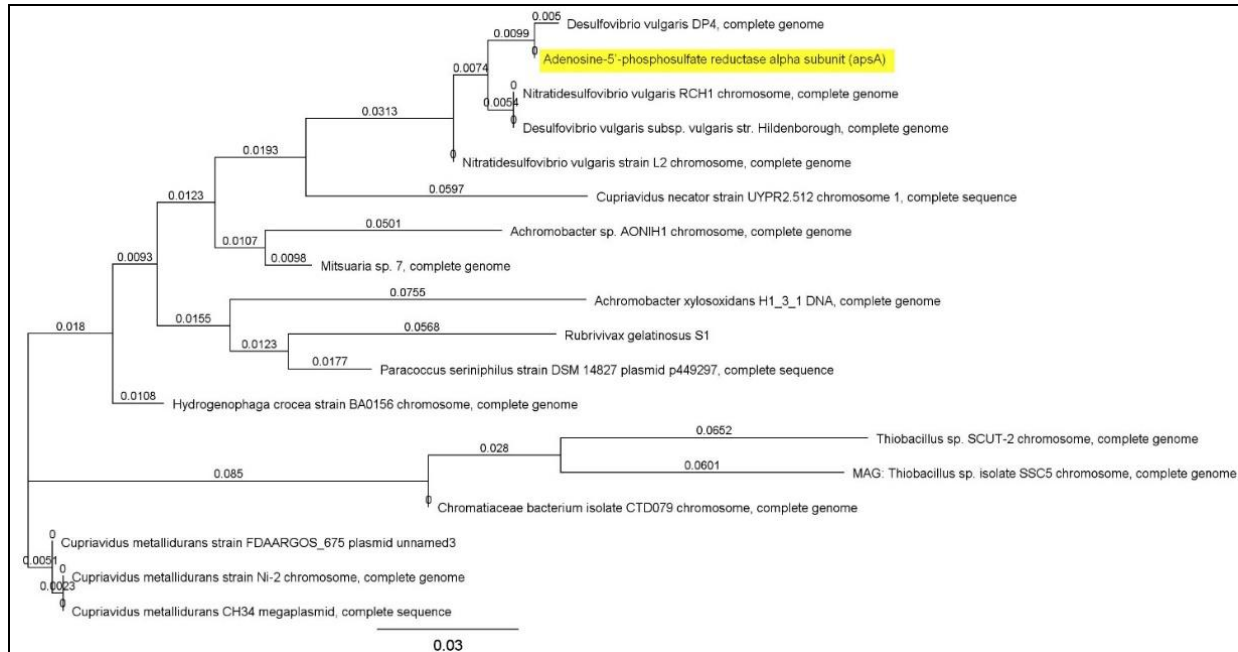 0.005
Desulfovibrio vulgaris DP4, complete genome
0.0099
0 Adenosine-5'-phosphosulfate reductase alpha subunit (apsA)
0.0074
0
Nitratidesulfovibrio vulgaris RCH1 chromosome, complete genome
0.0054
0.0313
0 Desulfovibrio vulgaris subsp. vulgaris str. Hildenborough, complete genome
0.0193
0 Nitratidesulfovibrio vulgaris strain L2 chromosome, complete genome
0.0123
0.0597
Cupriavidus necator strain UYPR2.512 chromosome 1, complete sequence
0.0501
Achromobacter sp. AONIH1 chromosome, complete genome
0.0107
0.0093
0.0098
Mitsuaria sp. 7, complete genome
0.0755
Achromobacter xylosoxidans H1_3_1 DNA, complete genome
0.0155
0.018
0.0568
Rubrivivax gelatinosus S1
0.0123
0.0177
Paracoccus seriniphilus strain DSM 14827 plasmid p449297, complete sequence
0.0108
Hydrogenophaga crocea strain BA0156 chromosome, complete genome
0.0652
Thiobacillus sp. SCUT-2 chromosome, complete genome
0.028
0.0601
MAG: Thiobacillus sp. isolate SSC5 chromosome, complete genome
0.085
0 Chromatiaceae bacterium isolate CTD079 chromosome, complete genome
0
Cupriavidus metallidurans strain FDAARGOS_675 plasmid unnamed3
0.0051
0
Cupriavidus metallidurans strain Ni-2 chromosome, complete genome
0.0023
0 Cupriavidus metallidurans CH34 megaplasmid, complete sequence
0.03